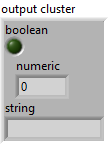 output cluster
boolean
numeric
0
string